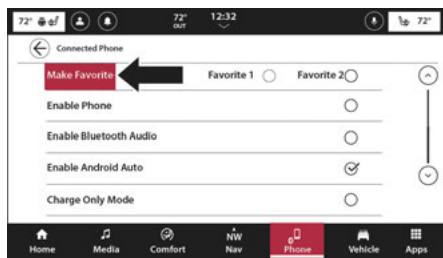 72° 72° OUT 12:32 72°
Connected Phone
Make Favorite Favorite 1 Favorite 2
Enable Phone
Enable Bluetooth Audio
Enable Android Auto
Charge Only Mode
NW
Home Media Comfort Nav Phone Vehicle Apps